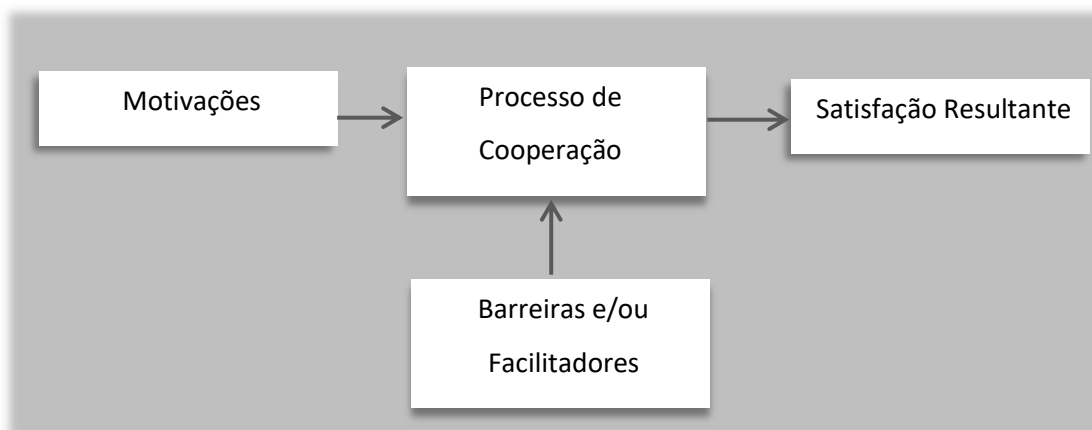 Motivações
Processo de
Cooperação
Satisfação Resultante
Barreiras e/ou
Facilitadores